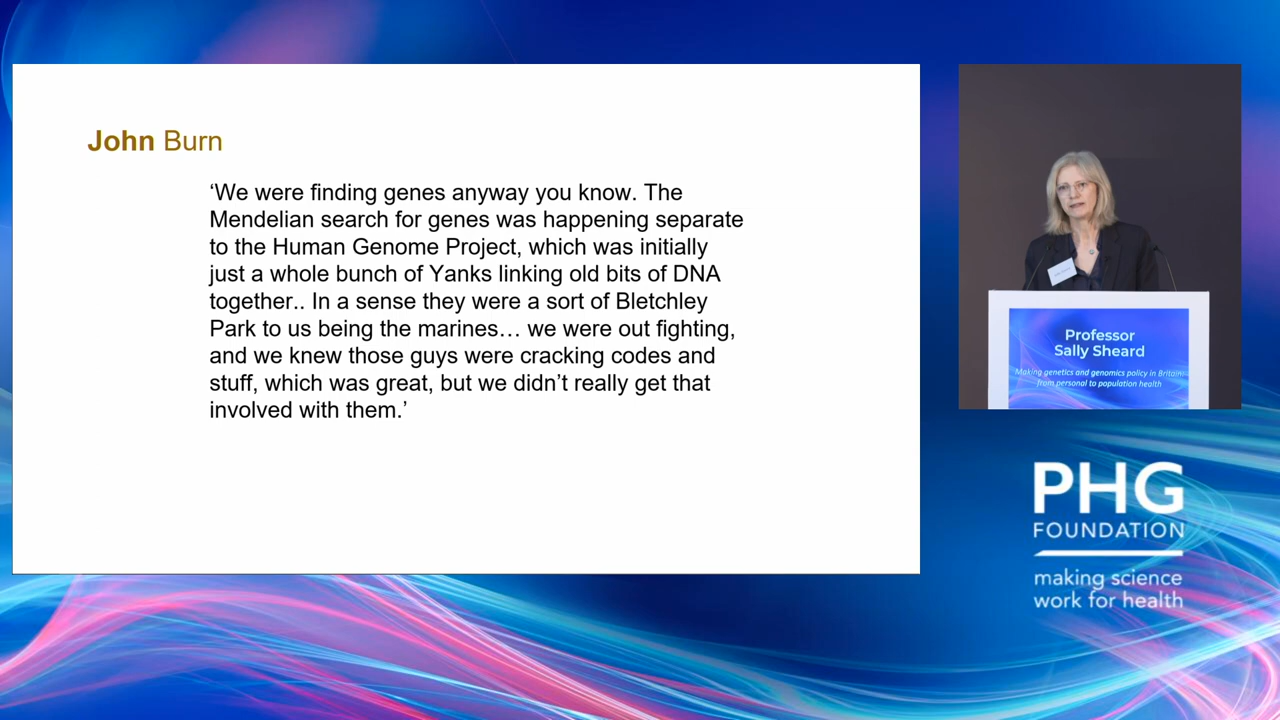 John Burn
‘We were finding genes anyway you know. The
Mendelian search for genes was happening separate
to the Human Genome Project, which was initially
just a whole bunch of Yanks linking old bits of DNA
together.. In a sense they were a sort of Bletchley
Park to us being the marines… we were out fighting,
and we knew those guys were cracking codes and
stuff, which was great, but we didn’t really get that
involved with them.’
Professor
Sally Sheard
Making genetics and genomics policy in Britain:
from personal to population health
PHG
FOUNDATION
making science
work for health